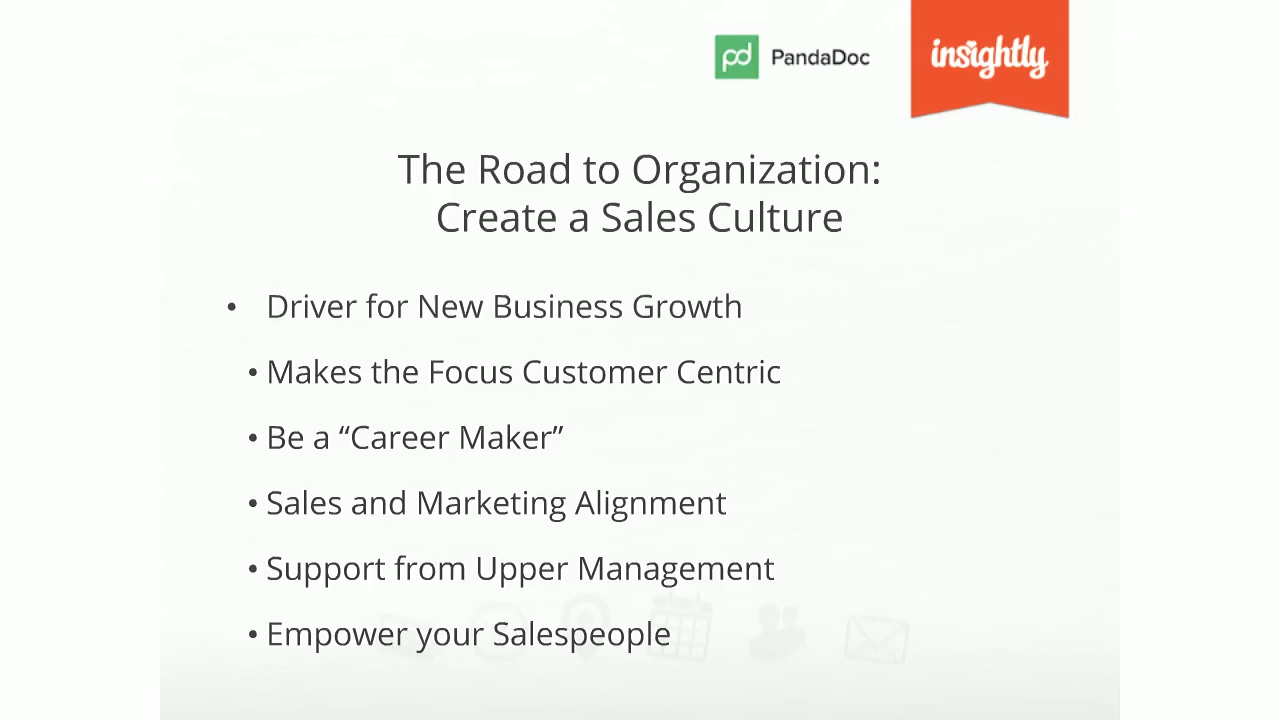 pd PandaDoc
insightly
The Road to Organization:
Create a Sales Culture
• Driver for New Business Growth
• Makes the Focus Customer Centric
• Be a “Career Maker”
• Sales and Marketing Alignment
• Support from Upper Management
• Empower your Salespeople